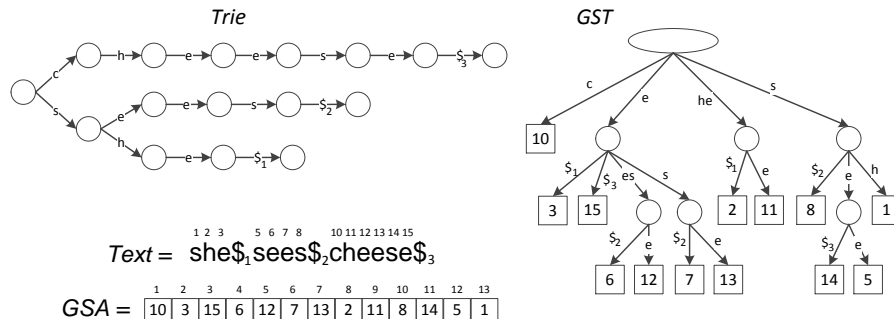 Trie
GST
c
h
e
e
s
e
$3
s
e
e
s
$2
h
e
$1
c
e
he
s
10
$1
$3
es
s
$1
e
$2
e
h
3
15
2
11
8
1
$2
e
$2
e
$3
e
6
12
7
13
14
5
1 2 3 5 6 7 8 10 11 12 13 14 15
Text = she$1sees$2cheese$3
1 2 3 4 5 6 7 8 9 10 11 12 13
GSA = 10 3 15 6 12 7 13 2 11 8 14 5 1